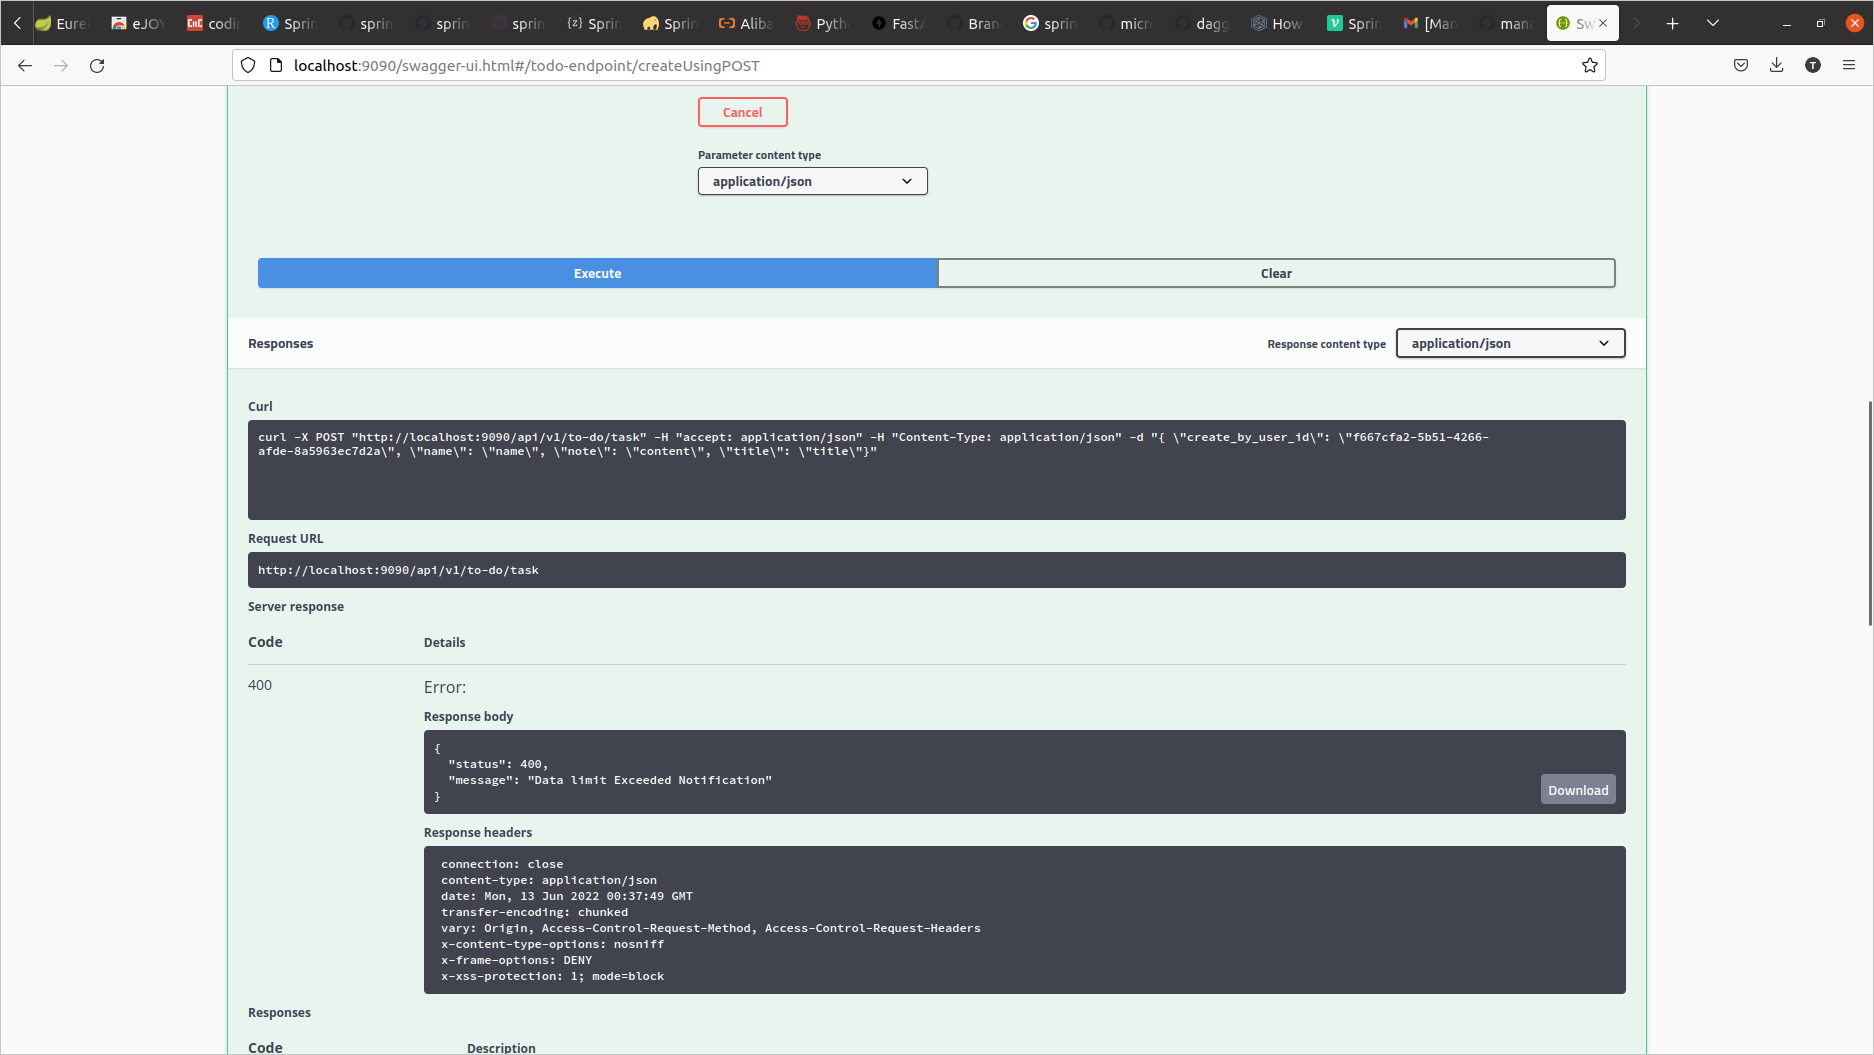 Eure
eJOY
CnC codin
R Sprin
sprin
sprin
sprin
{z} Sprin
Sprin
Aliba
Pyth
FastA
Bran
sprin
micro
dagg
How
Sprin
[Man
mana
Sw
localhost:9090/swagger-ui.html#/todo-endpoint/createUsingPOST
T
Cancel
Parameter content type
application/json
Execute
Clear
Responses
Response content type
application/json
Curl
curl -X POST "http://localhost:9090/api/v1/to-do/task" -H "accept: application/json" -H "Content-Type: application/json" -d "{ \"create_by_user_id\": \"f667cfa2-5b51-4266-
afde-8a5963ec7d2a\", \"name\": \"name\", \"note\": \"content\", \"title\": \"title\"}"
Request URL
http://localhost:9090/api/v1/to-do/task
Server response
Code
Details
400
Error:
Response body
{
"status": 400,
"message": "Data limit Exceeded Notification"
}
Download
Response headers
connection: close
content-type: application/json
date: Mon, 13 Jun 2022 00:37:49 GMT
transfer-encoding: chunked
vary: Origin, Access-Control-Request-Method, Access-Control-Request-Headers
x-content-type-options: nosniff
x-frame-options: DENY
x-xss-protection: 1; mode=block
Responses
Code
Description